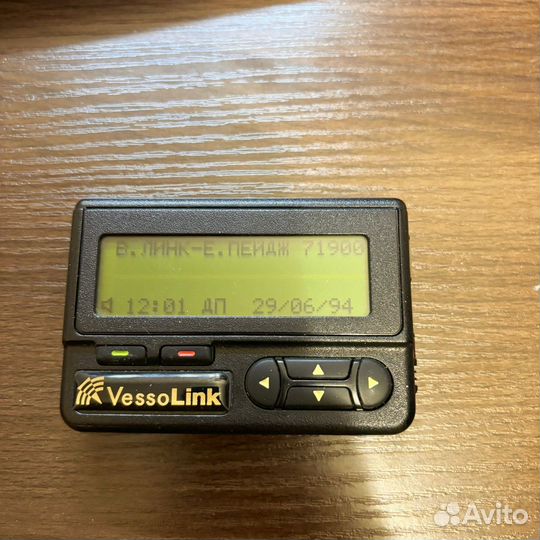 В.ЛИНК-Е.ПЕЙДЖ 71900
12:01 ДП 29/06/94
VessoLink
Avito